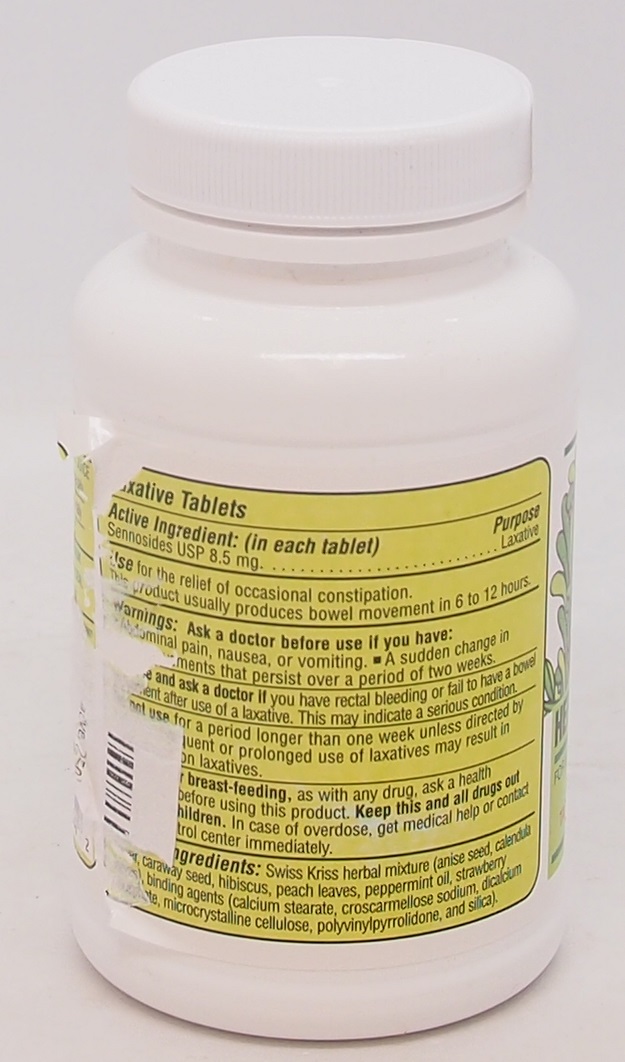 xative Tablets
Active Ingredient: (in each tablet) Purpose
Sennosides USP 8.5 mg. . . . . . . . . . . . . . . . . . . . . . . . . . . . Laxative
Use for the relief of occasional constipation.
This product usually produces bowel movement in 6 to 12 hours.
Warnings: Ask a doctor before use if you have:
Abdominal pain, nausea, or vomiting. ■ A sudden change in
ments that persist over a period of two weeks.
e and ask a doctor if you have rectal bleeding or fail to have a bowel
ent after use of a laxative. This may indicate a serious condition.
not use for a period longer than one week unless directed by
quent or prolonged use of laxatives may result in
on laxatives.
r breast-feeding, as with any drug, ask a health
before using this product. Keep this and all drugs out
hildren. In case of overdose, get medical help or contact
trol center immediately.
ngredients: Swiss Kriss herbal mixture (anise seed, calendula
er, caraway seed, hibiscus, peach leaves, peppermint oil, strawberry
), binding agents (calcium stearate, croscarmellose sodium, dicalcium
te, microcrystalline cellulose, polyvinylpyrrolidone, and silica).
HE
FO